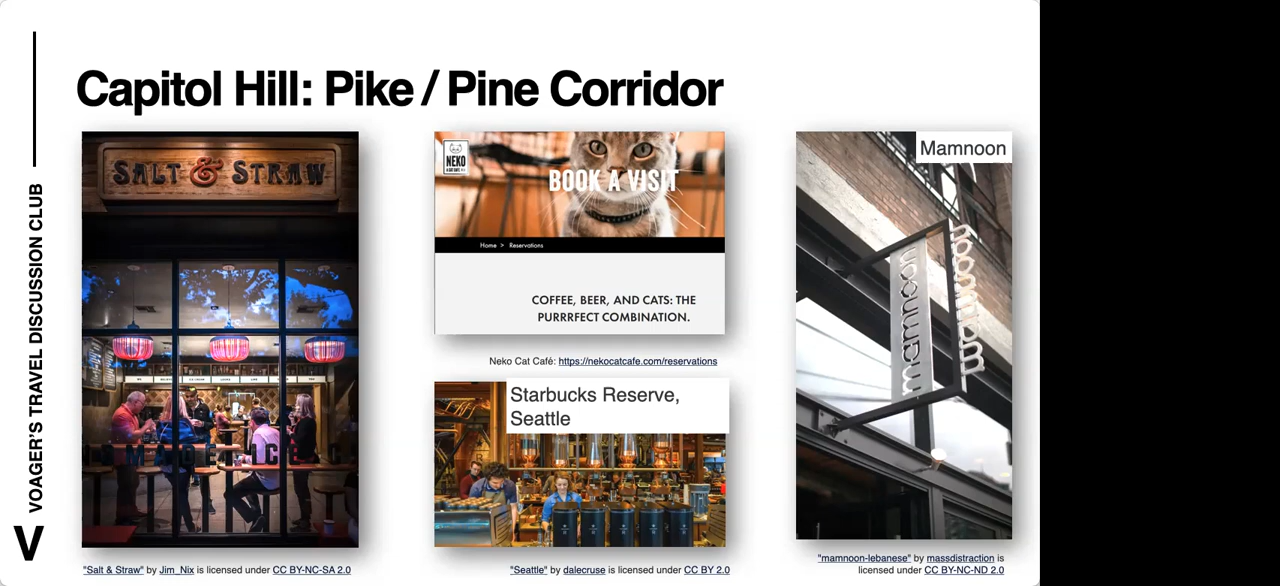 Capitol Hill: Pike / Pine Corridor
VOAGER'S TRAVEL DISCUSSION CLUB
V
SALT & STRAW
"Salt & Straw" by Jim_Nix is licensed under CC BY-NC-SA 2.0
NEKO
BOOK A VISIT
Home > Reservations
COFFEE, BEER, AND CATS: THE
PURRRFECT COMBINATION.
Neko Cat Café: https://nekocatcafe.com/reservations
Starbucks Reserve,
Seattle
"Seattle" by dalecruse is licensed under CC BY 2.0
Mamnoon
mamnoon
mamnoon
"mamnoon-lebanese" by massdistraction is
licensed under CC BY-NC-ND 2.0